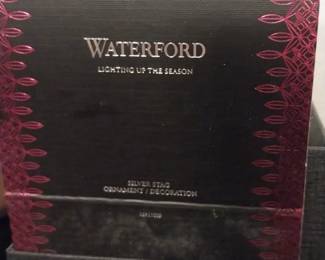 WATERFORD
LIGHTING UP THE SEASON
SILVER STAG
ORNAMENT / DECORATION